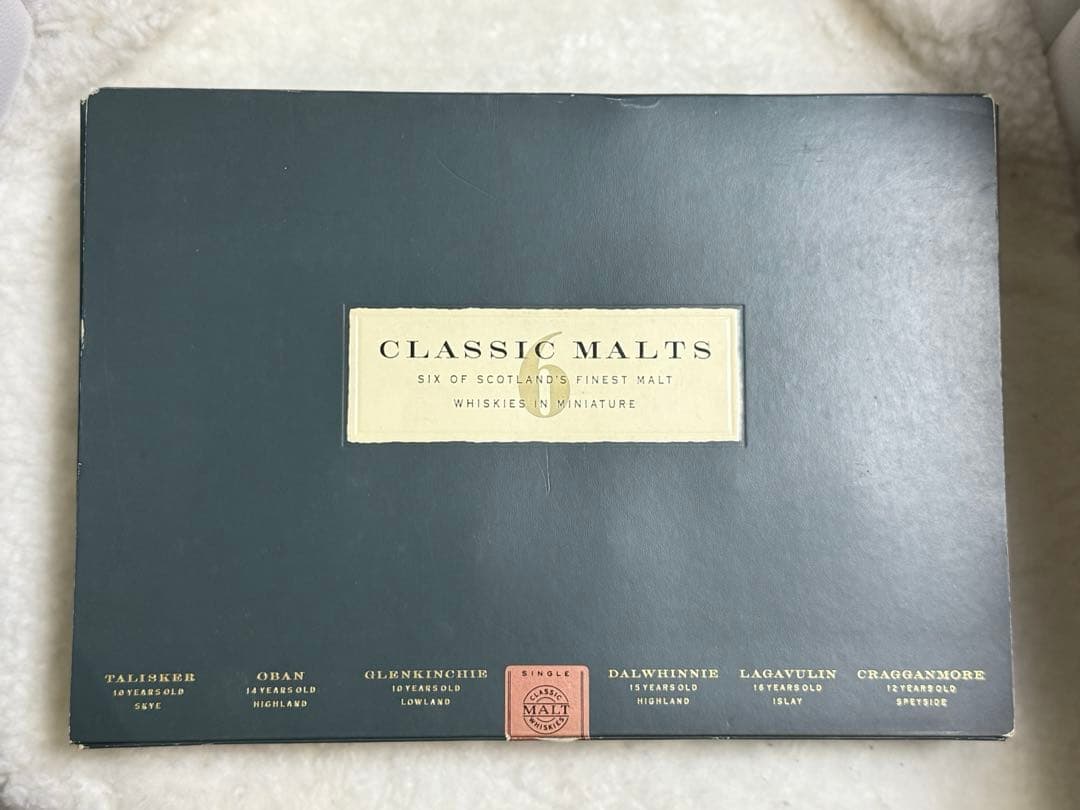 CLASSIC MALTS
6
SIX OF SCOTLAND'S FINEST MALT
WHISKIES IN MINIATURE
TALISKER
10 YEARS OLD
SKYE
OBAN
14 YEARS OLD
HIGHLAND
GLENKINCHIE
10 YEARS OLD
LOWLAND
SINGLE
CLASSIC
MALT
WHISKIES
DALWHINNIE
15 YEARS OLD
HIGHLAND
LAGAVULIN
16 YEARS OLD
ISLAY
CRAGGANMORE
12 YEARS OLD
SPEYSIDE